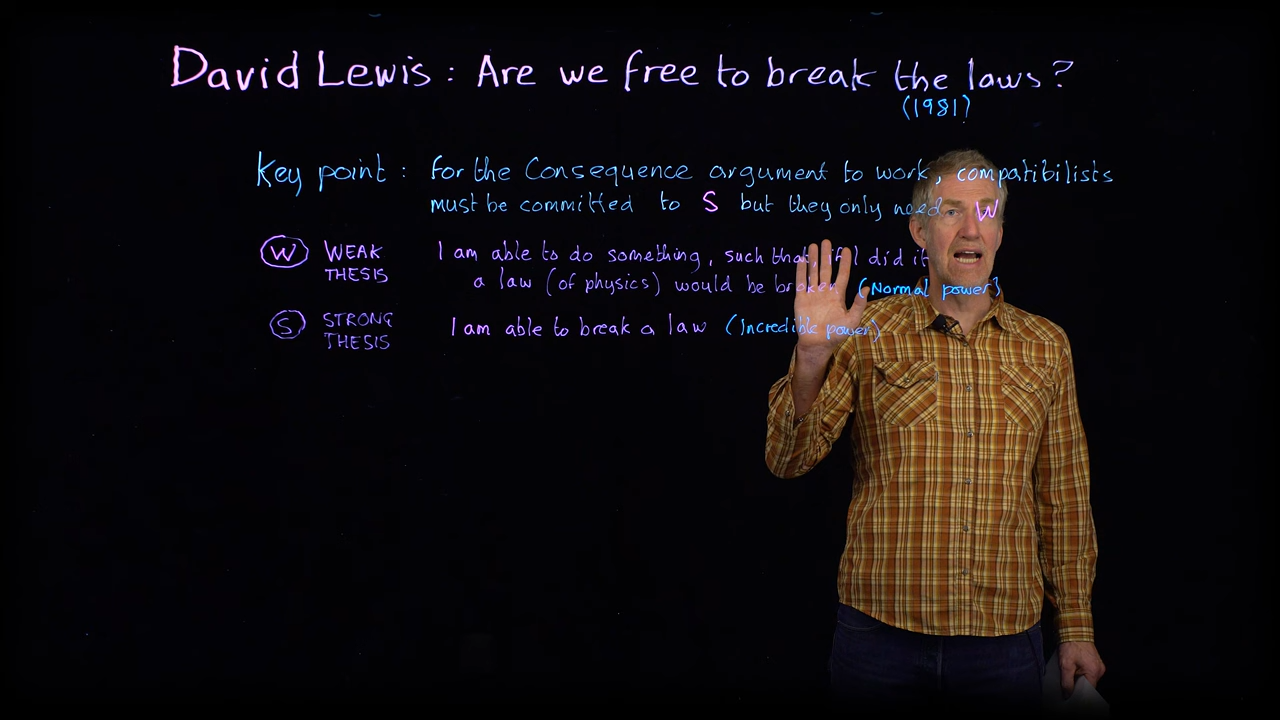 David Lewis: Are we free to break the laws?
(1981)
Key point: for the Consequence argument to work, compatibilists
must be committed to S but they only need W
W WEAK THESIS I am able to do something, such that, if I did it
a law (of physics) would be broken (Normal power)
S STRONG THESIS I am able to break a law (Incredible power)